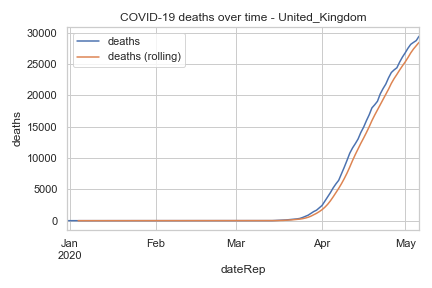 COVID-19 deaths over time - United_Kingdom
deaths
deaths (rolling)
30000
25000
20000
15000
10000
5000
0
deaths
Jan
2020
Feb
Mar
Apr
May
dateRep